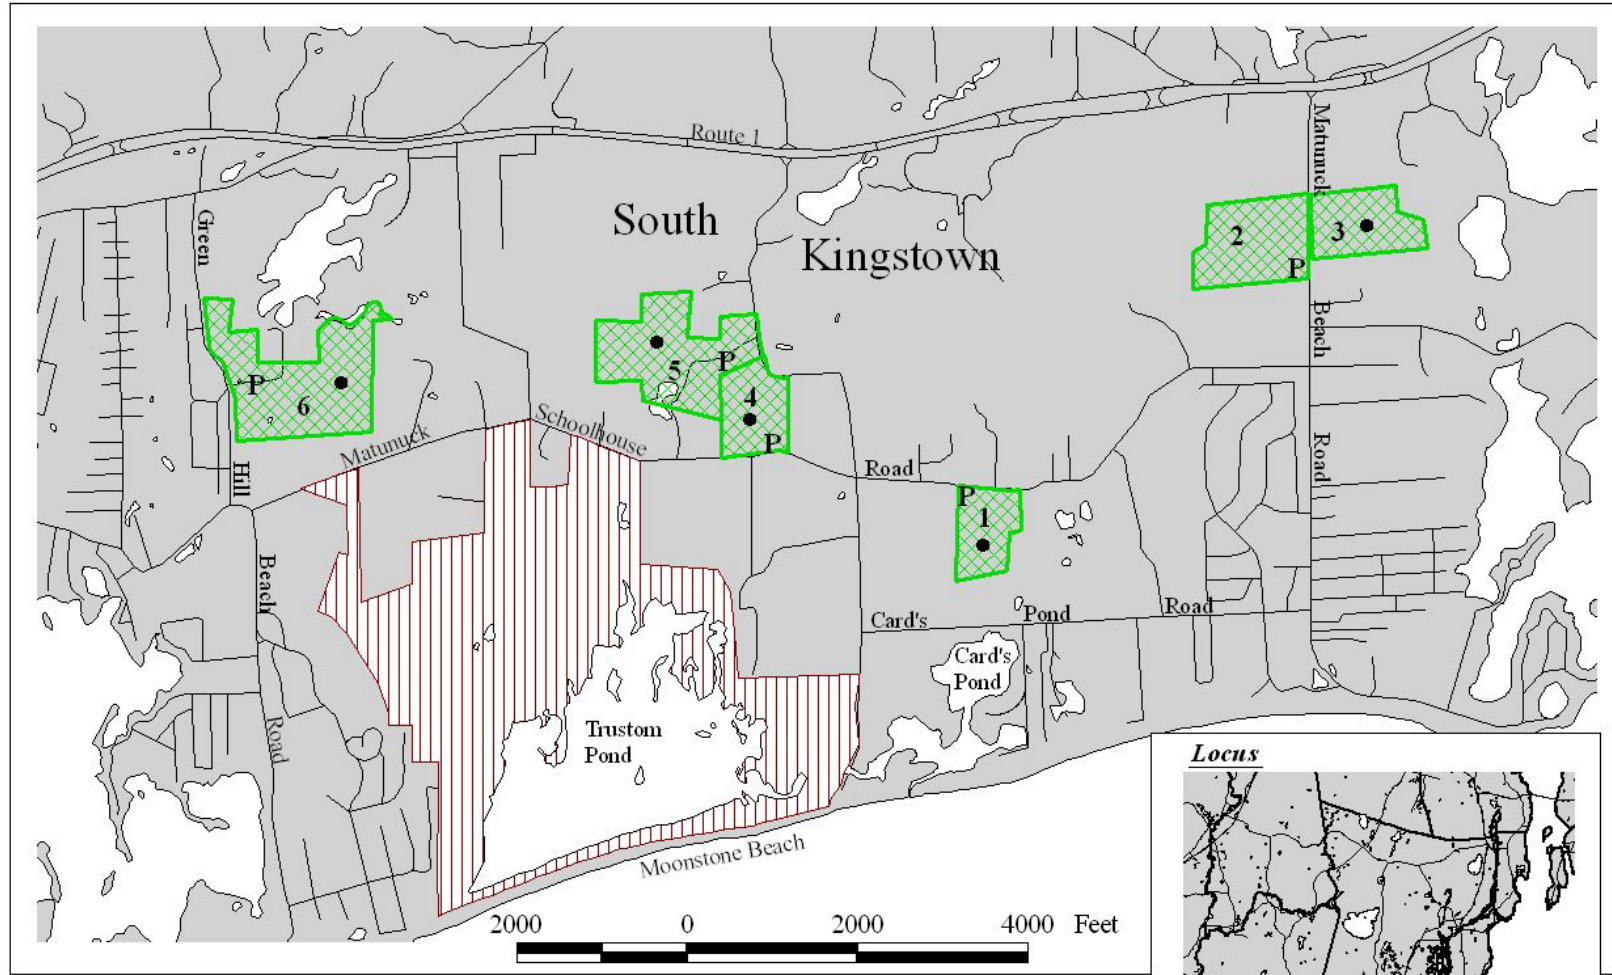 Route 1
Matunuck
Green
South
Kingstown
2
3
P
Beach
P
5
P
6
4
P
Matunuck
Schoolhouse
Road
Road
Hill
P
1
Beach
Card's
Pond
Road
Card's
Pond
Road
Trustom
Pond
Moonstone Beach
Locus
2000 0 2000 4000 Feet